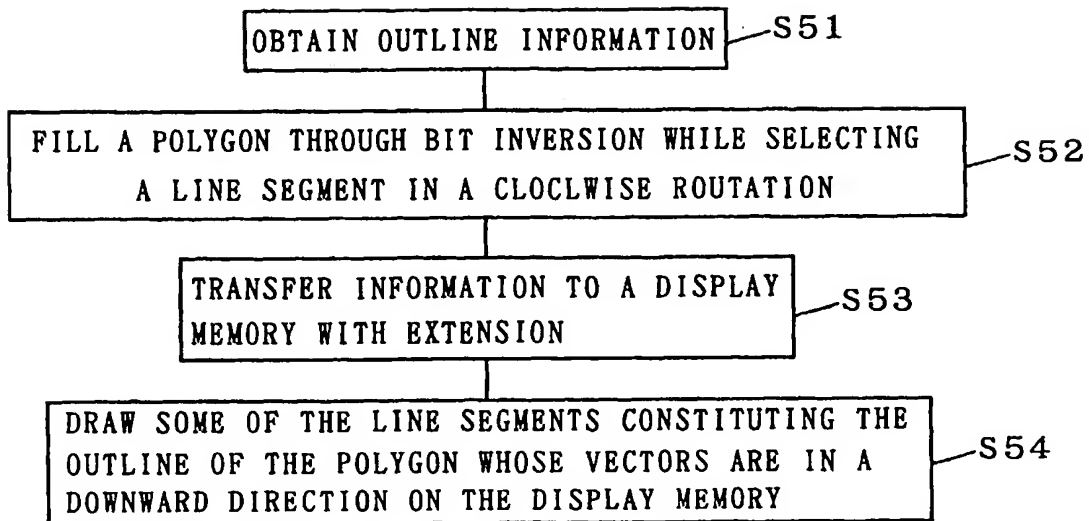 OBTAIN OUTLINE INFORMATION
S51
FILL A POLYGON THROUGH BIT INVERSION WHILE SELECTING
A LINE SEGMENT IN A CLOCLWISE ROUTATION
S52
TRANSFER INFORMATION TO A DISPLAY
MEMORY WITH EXTENSION
S53
DRAW SOME OF THE LINE SEGMENTS CONSTITUTING THE
OUTLINE OF THE POLYGON WHOSE VECTORS ARE IN A
DOWNWARD DIRECTION ON THE DISPLAY MEMORY
S54